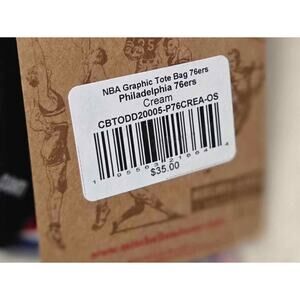 NBA Graphic Tote Bag 76ers
Philadelphia 76ers
Cream
CBTODD20005-P76CREA-OS
$35.00